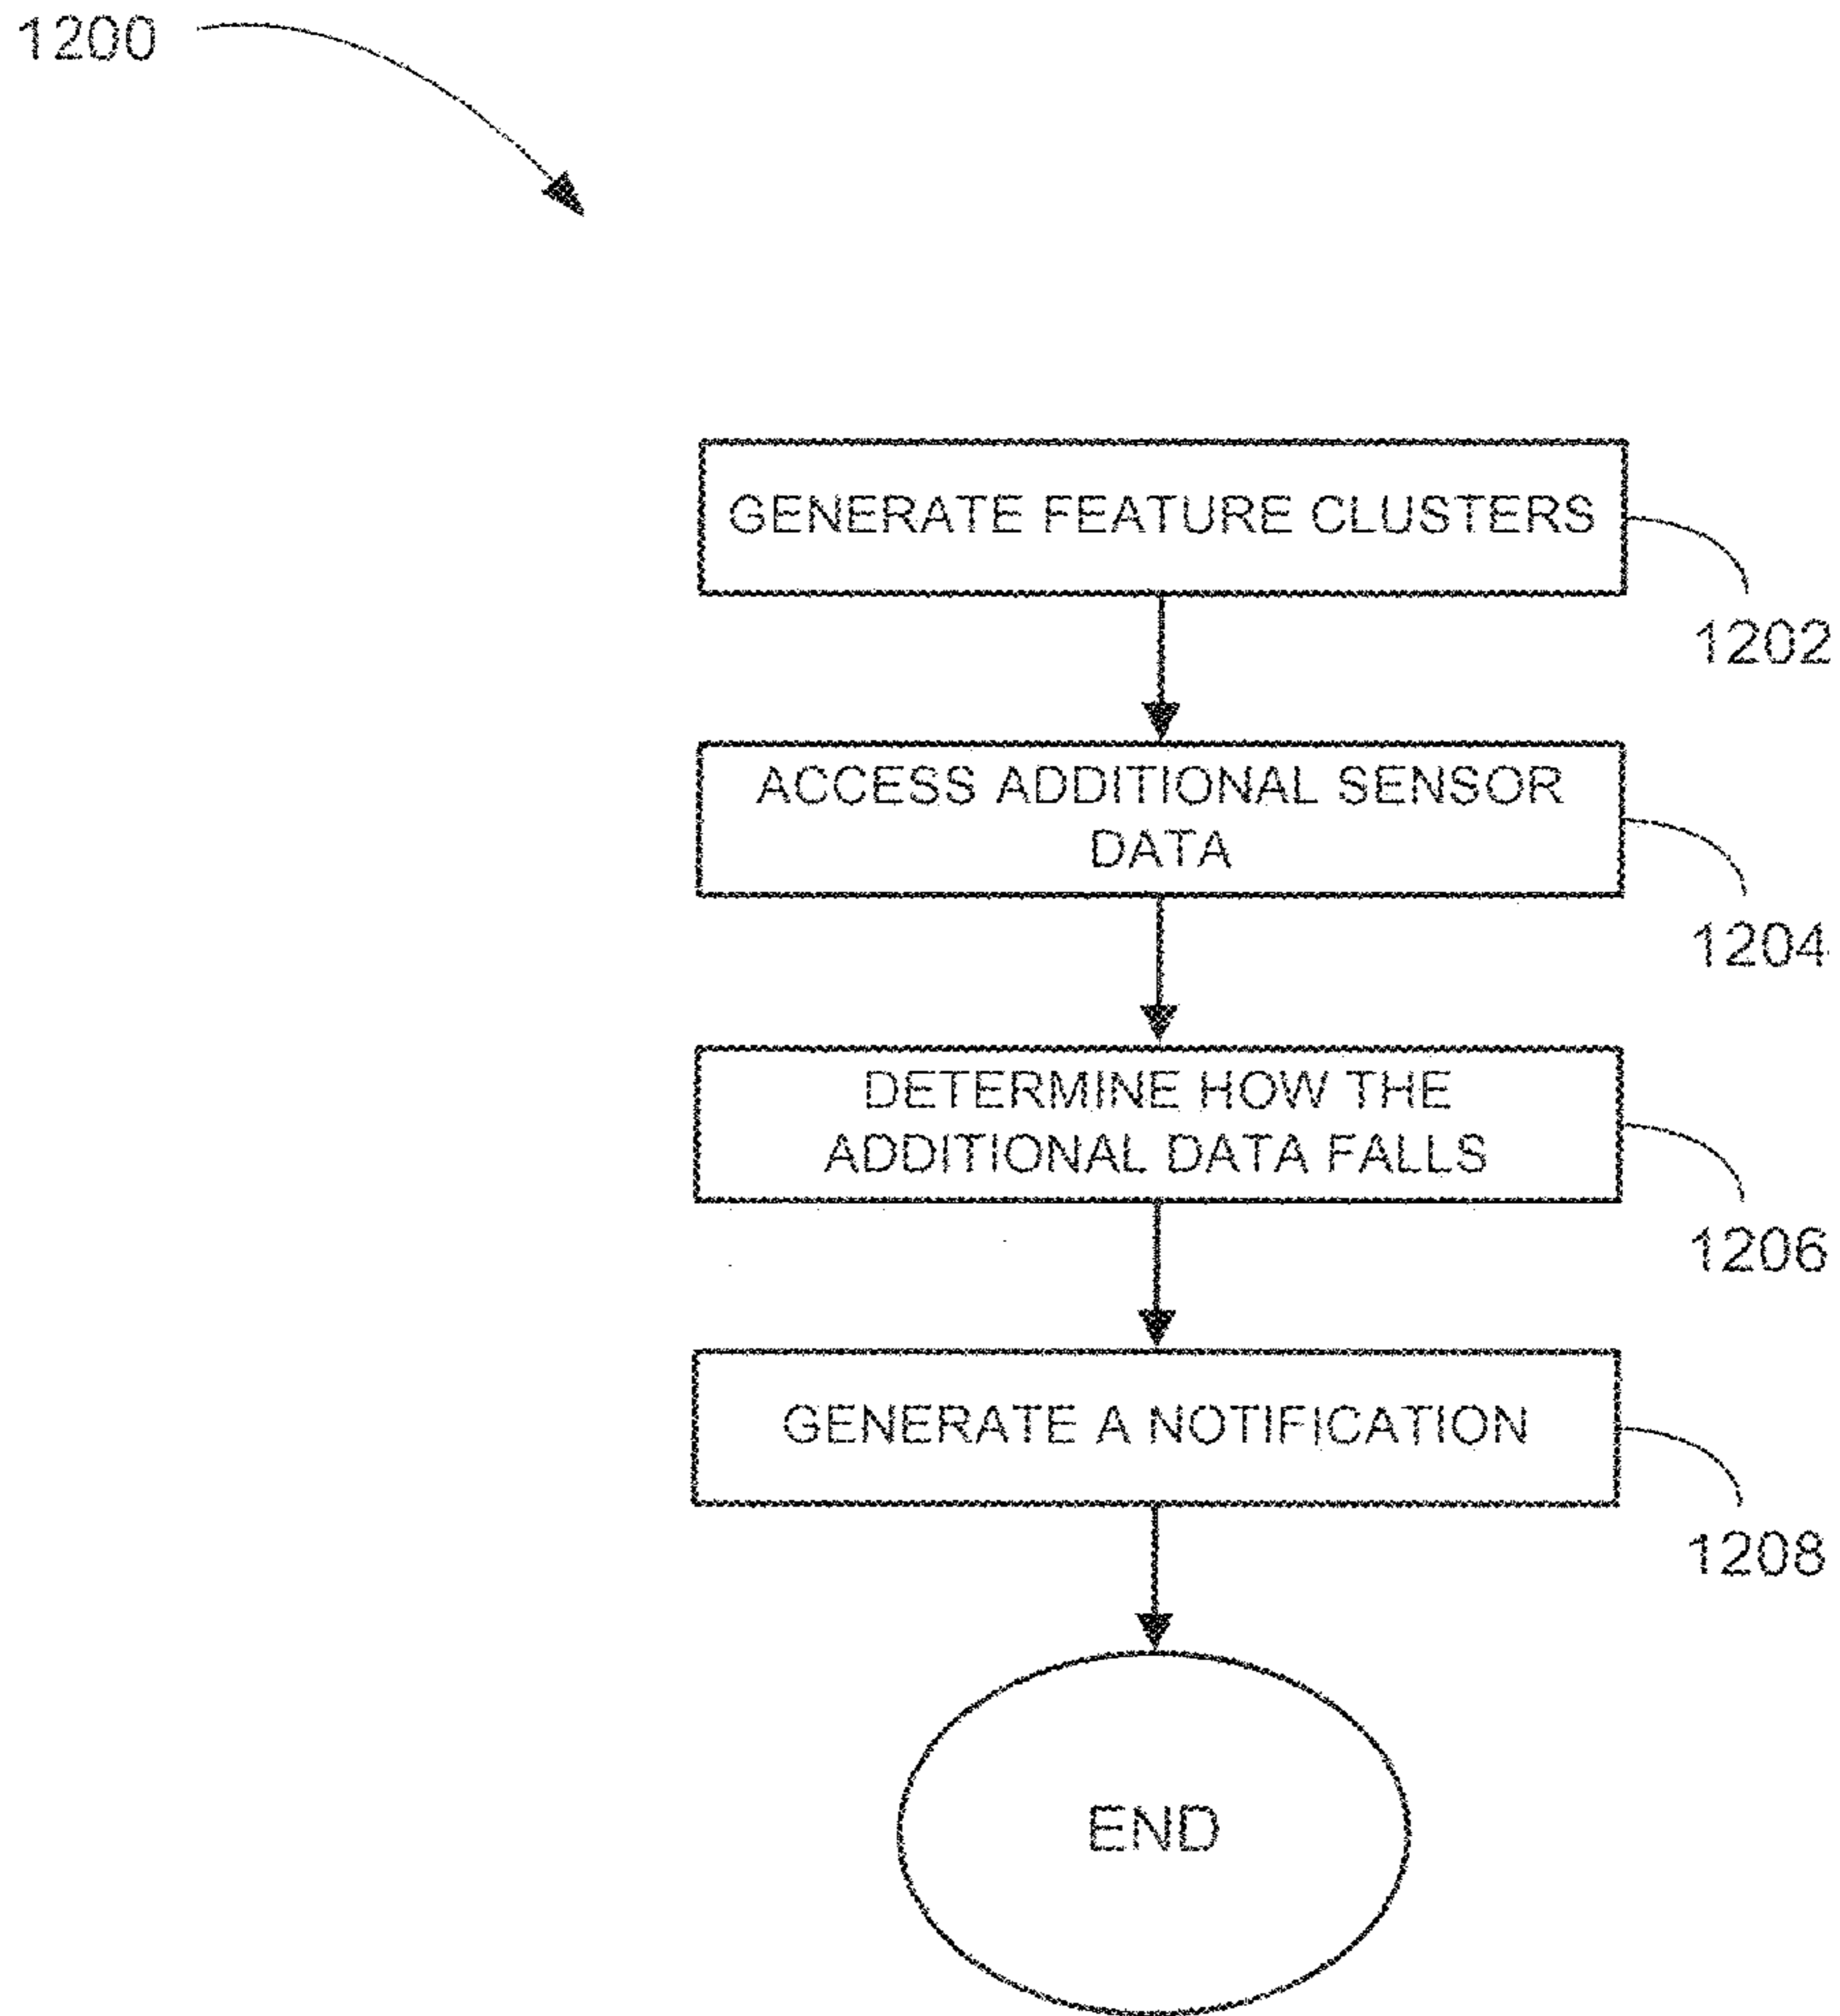 1200
GENERATE FEATURE CLUSTERS
1202
ACCESS ADDITIONAL SENSOR
DATA
1204
DETERMINE HOW THE
ADDITIONAL DATA FALLS
1206
GENERATE A NOTIFICATION
1208
END